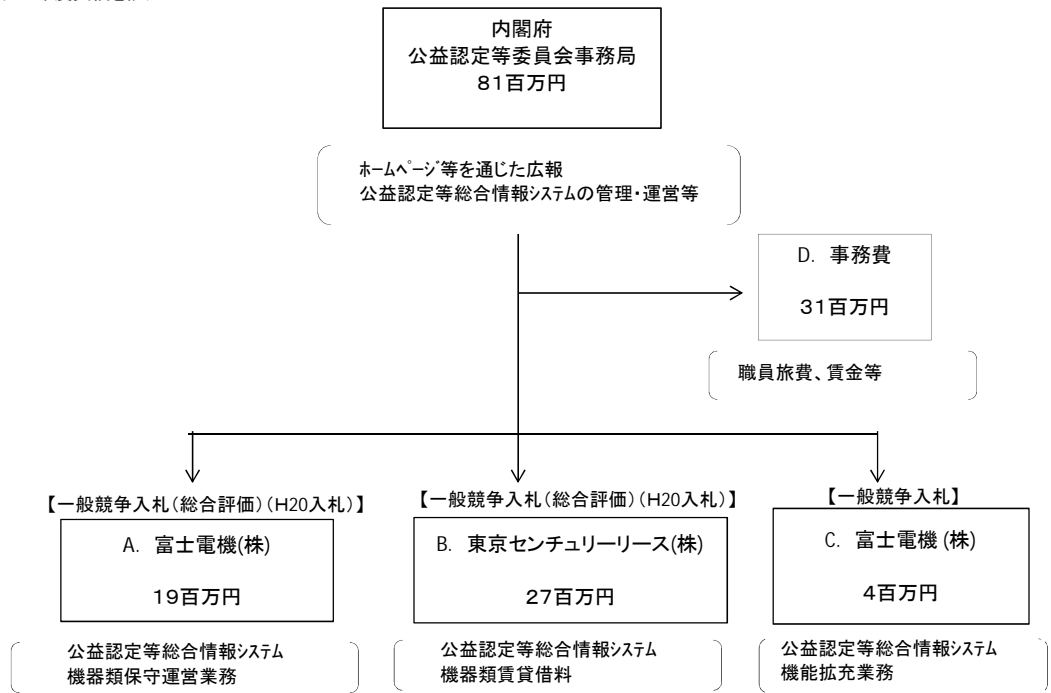 内閣府
公益認定等委員会事務局
81百万円
ホームページ等を通じた広報
公益認定等総合情報システムの管理・運営等
D. 事務費
31百万円
職員旅費、賃金等
【一般競争入札(総合評価)(H20入札)】
A. 富士電機(株)
19百万円
公益認定等総合情報システム
機器類保守運営業務
【一般競争入札(総合評価)(H20入札)】
B. 東京センチュリーリース(株)
27百万円
公益認定等総合情報システム
機器類賃貸借料
【一般競争入札】
C. 富士電機 (株)
4百万円
公益認定等総合情報システム
機能拡充業務